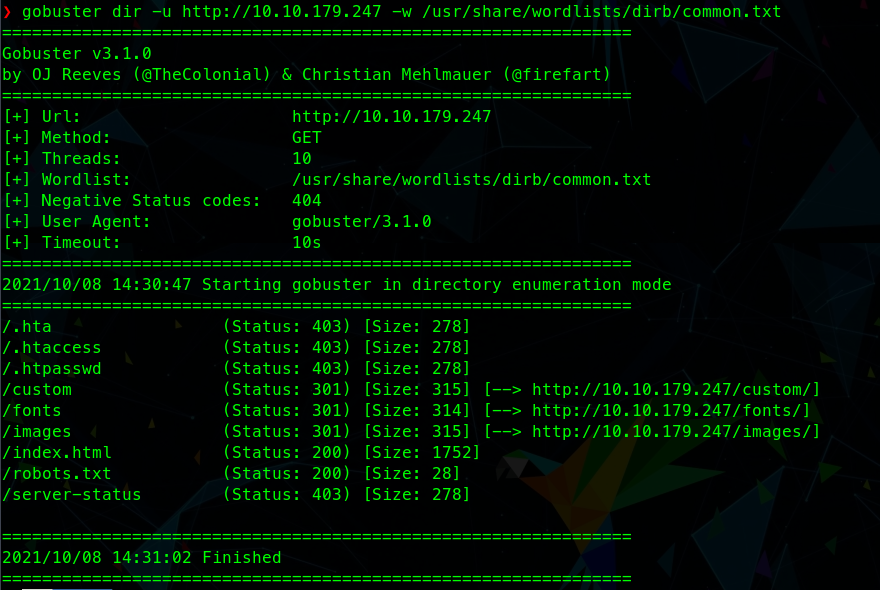 ❯ gobuster dir -u http://10.10.179.247 -w /usr/share/wordlists/dirb/common.txt
===============================================================
Gobuster v3.1.0
by OJ Reeves (@TheColonial) & Christian Mehlmauer (@firefart)
===============================================================
[+] Url:                     http://10.10.179.247
[+] Method:                  GET
[+] Threads:                 10
[+] Wordlist:                /usr/share/wordlists/dirb/common.txt
[+] Negative Status codes:   404
[+] User Agent:              gobuster/3.1.0
[+] Timeout:                 10s
===============================================================
2021/10/08 14:30:47 Starting gobuster in directory enumeration mode
===============================================================
/.hta                 (Status: 403) [Size: 278]
/.htaccess            (Status: 403) [Size: 278]
/.htpasswd            (Status: 403) [Size: 278]
/custom               (Status: 301) [Size: 315] [--> http://10.10.179.247/custom/]
/fonts                (Status: 301) [Size: 314] [--> http://10.10.179.247/fonts/]
/images               (Status: 301) [Size: 315] [--> http://10.10.179.247/images/]
/index.html           (Status: 200) [Size: 1752]
/robots.txt           (Status: 200) [Size: 28]
/server-status        (Status: 403) [Size: 278]
===============================================================
2021/10/08 14:31:02 Finished
===============================================================